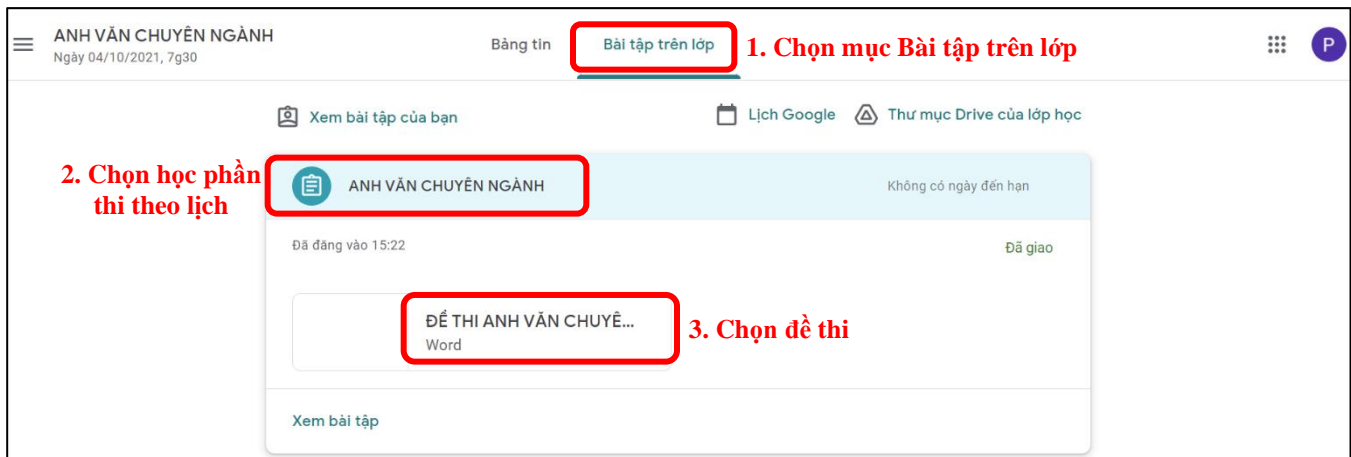 ANH VĂN CHUYÊN NGÀNH
Ngày 04/10/2021, 7g30
Bảng tin
Bài tập trên lớp
1. Chọn mục Bài tập trên lớp
P
Xem bài tập của bạn
Lịch Google
Thư mục Drive của lớp học
2. Chọn học phần
thi theo lịch
ANH VĂN CHUYÊN NGÀNH
Không có ngày đến hạn
Đã đăng vào 15:22
Đã giao
ĐỀ THI ANH VĂN CHUYÊ...
Word
3. Chọn đề thi
Xem bài tập